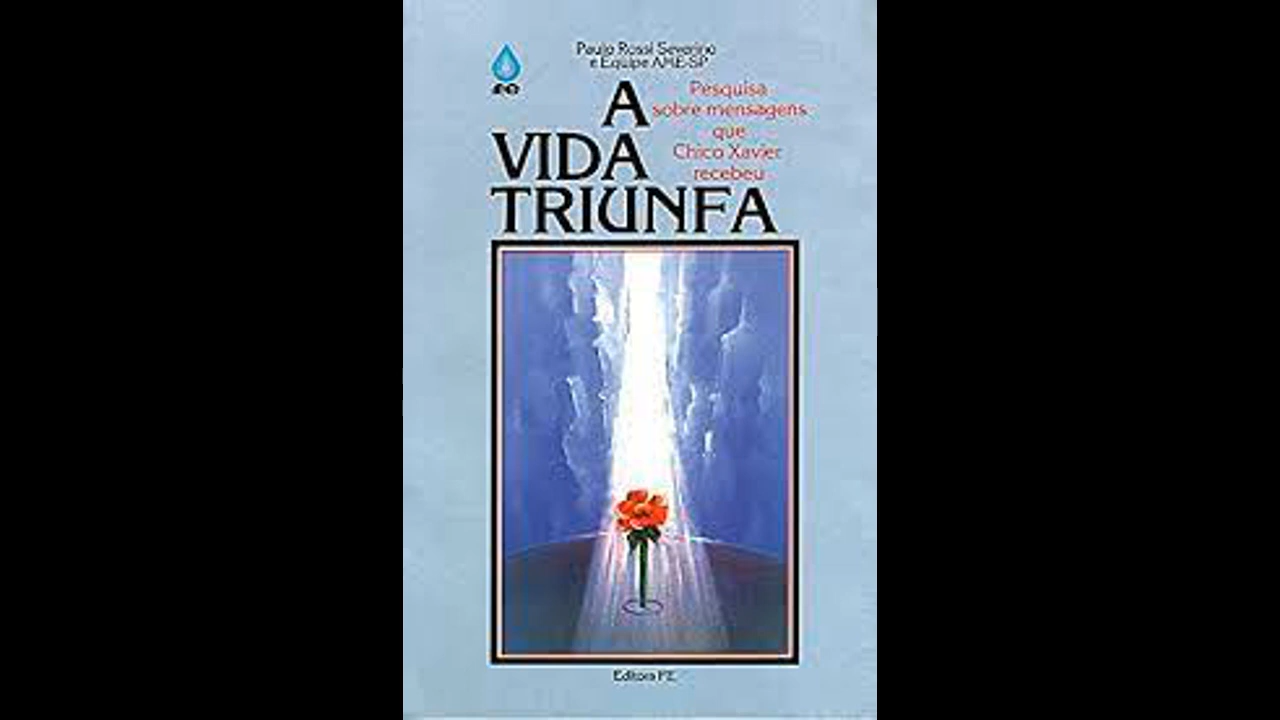 Paulo Rossi Severino
e Equipe AME-SP
A
VIDA
TRIUNFA
Pesquisa
sobre mensagens
que
Chico Xavier
recebeu
Editora FE